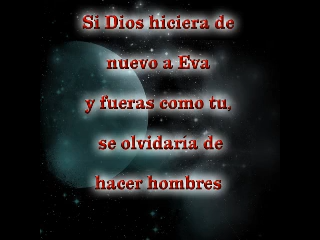 Si Dios hiciera de
nuevo a Eva
y fueras como tu,
se olvidaría de
hacer hombres